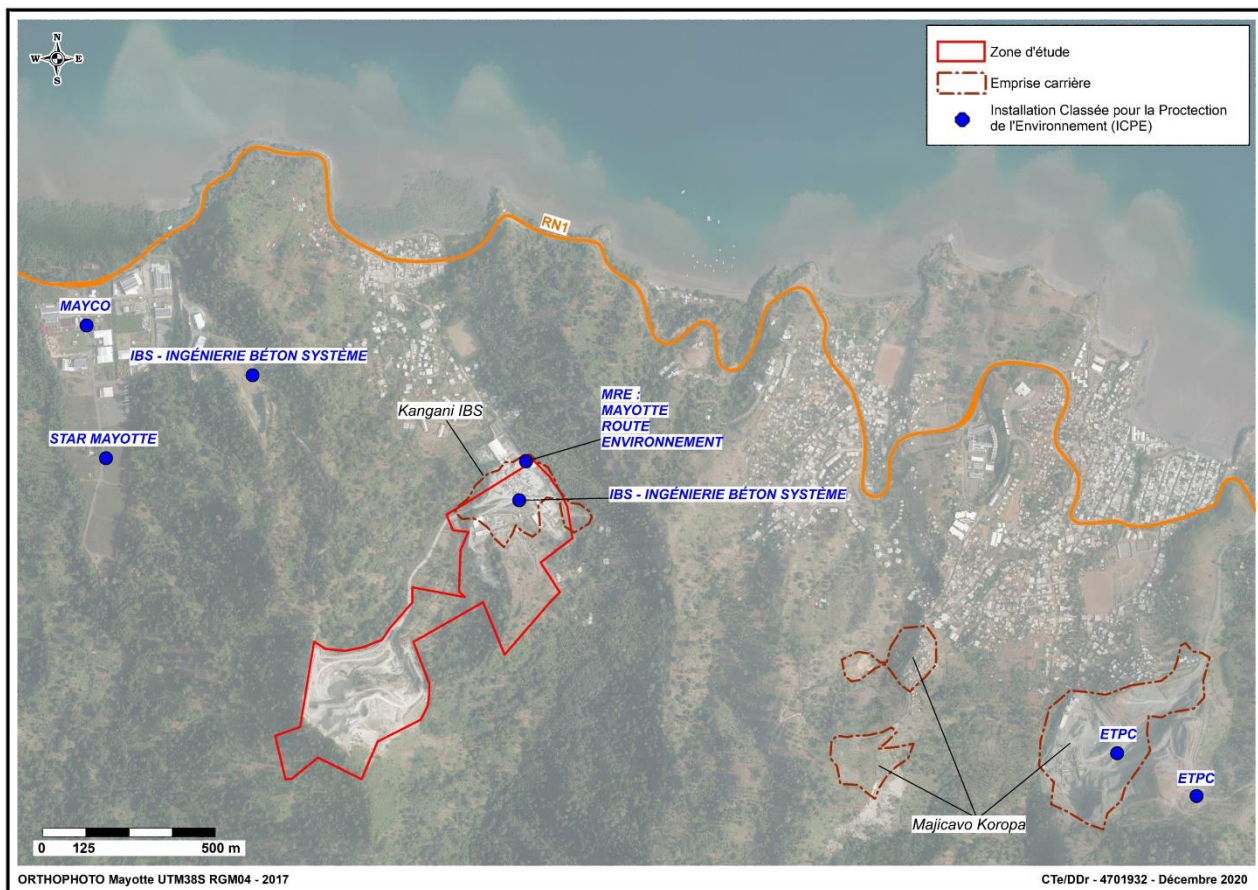 N
W E
S
Zone d'étude
Emprise carrière
Installation Classée pour la Proctection
de l'Environnement (ICPE)
RN1
MAYCO
IBS - INGÉNIERIE BÉTON SYSTÈME
Kangani IBS
MRE :
MAYOTTE
ROUTE
ENVIRONNEMENT
STAR MAYOTTE
IBS - INGÉNIERIE BÉTON SYSTÈME
ETPC
ETPC
Majicavo Koropa
0 125 500 m
ORTHOPHOTO Mayotte UTM38S RGM04 - 2017
CTe/DDr - 4701932 - Décembre 2020